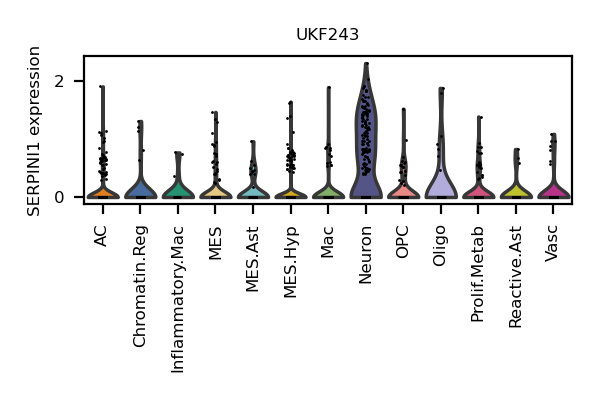 UKF243
SERPINI1 expression
2
0
AC
Chromatin.Reg
Inflammatory.Mac
MES
MES.Ast
MES.Hyp
Mac
Neuron
OPC
Oligo
Prolif.Metab
Reactive.Ast
Vasc